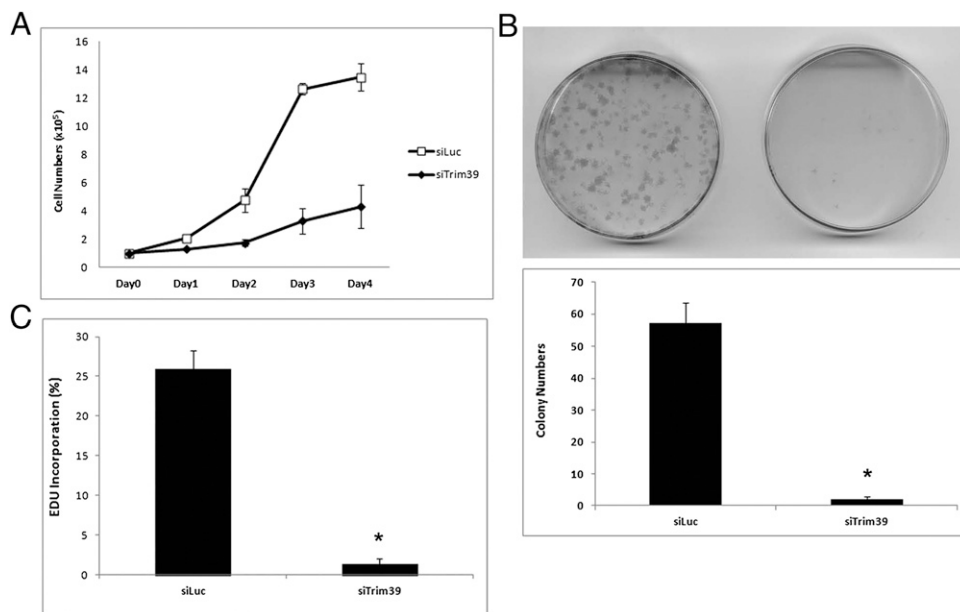 A
Cell Numbers (x10⁵)
16
14
12
10
8
6
4
2
0
Day0 Day1 Day2 Day3 Day4
siLuc
siTrim39
B
Colony Numbers
70
60
50
40
30
20
10
0
*
siLuc siTrim39
C
EDU Incorporation (%)
30
25
20
15
10
5
0
*
siLuc siTrim39